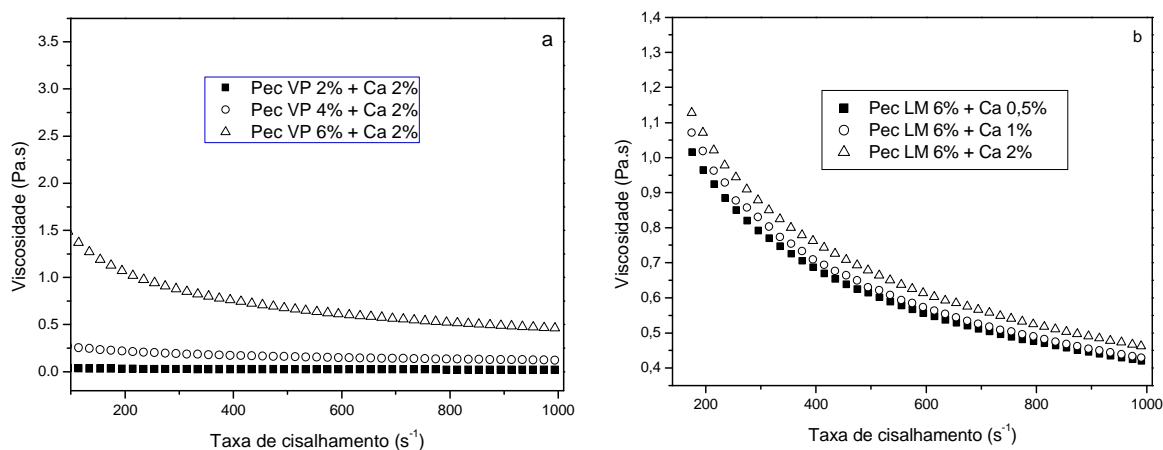 a
3.5
3.0
2.5
2.0
1.5
1.0
0.5
0.0
Viscosidade (Pa.s)
Pec VP 2% + Ca 2%
Pec VP 4% + Ca 2%
Pec VP 6% + Ca 2%
200 400 600 800 1000
Taxa de cisalhamento (s⁻¹)
b
1,4
1,3
1,2
1,1
1,0
0,9
0,8
0,7
0,6
0,5
0,4
Viscosidade (Pa.s)
Pec LM 6% + Ca 0,5%
Pec LM 6% + Ca 1%
Pec LM 6% + Ca 2%
200 400 600 800 1000
Taxa de cisalhamento (s⁻¹)